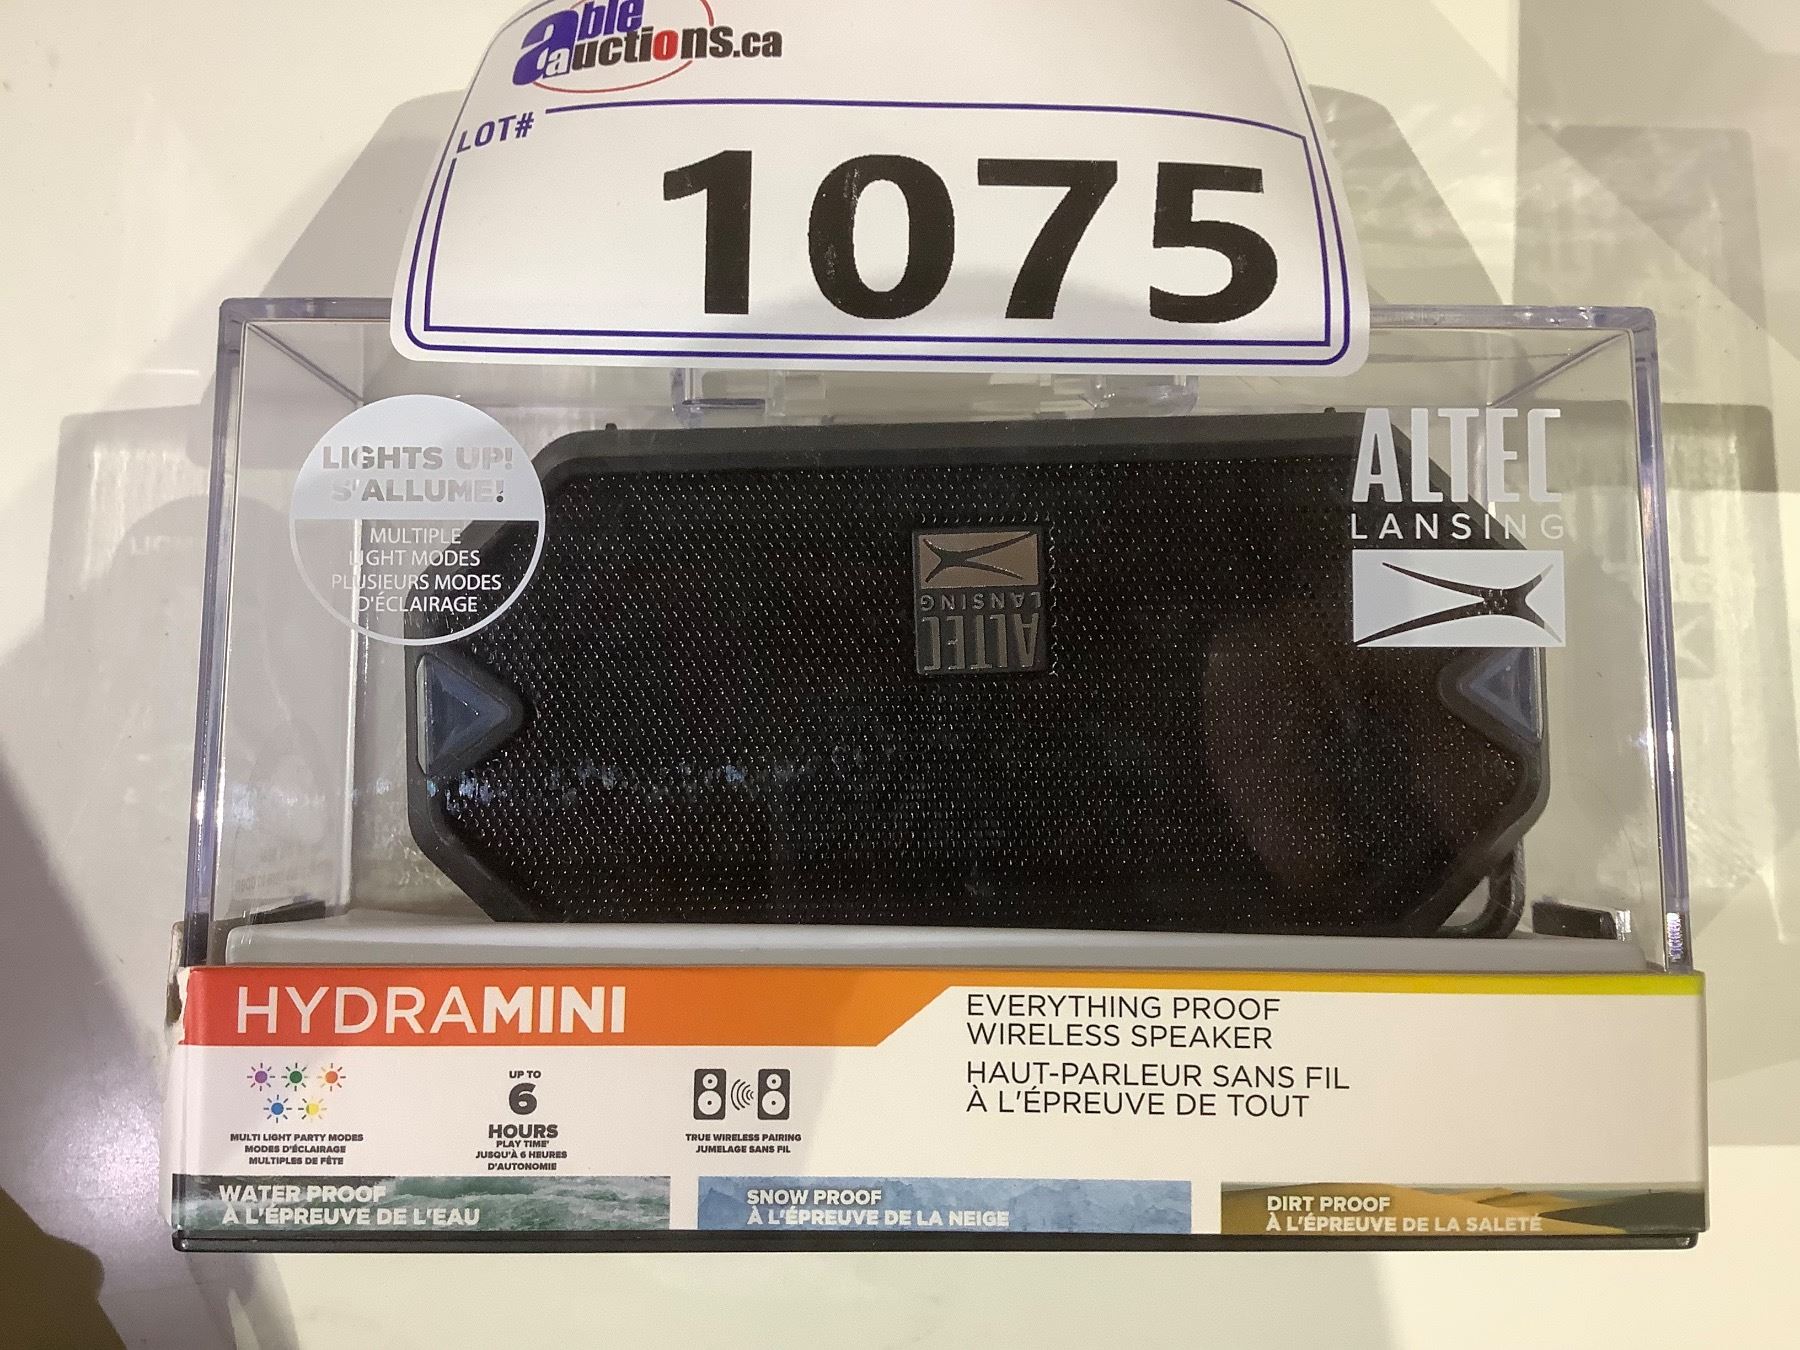 able
auctions.ca
LOT#
1075
LIGHTS UP!
S'ALLUME!
MULTIPLE
LIGHT MODES
PLUSIEURS MODES
D'ÉCLAIRAGE
ALTEC
LANSING
ALTEC
LANSING
HYDRAMINI
EVERYTHING PROOF
WIRELESS SPEAKER
HAUT-PARLEUR SANS FIL
À L'ÉPREUVE DE TOUT
MULTI LIGHT PARTY MODES
MODES D'ÉCLAIRAGE
MULTIPLES DE FÊTE
UP TO
6
HOURS
PLAY TIME*
JUSQU'À 6 HEURES
D'AUTONOMIE
TRUE WIRELESS PAIRING
JUMELAGE SANS FIL
WATER PROOF
À L'ÉPREUVE DE L'EAU
SNOW PROOF
À L'ÉPREUVE DE LA NEIGE
DIRT PROOF
À L'ÉPREUVE DE LA SALETÉ